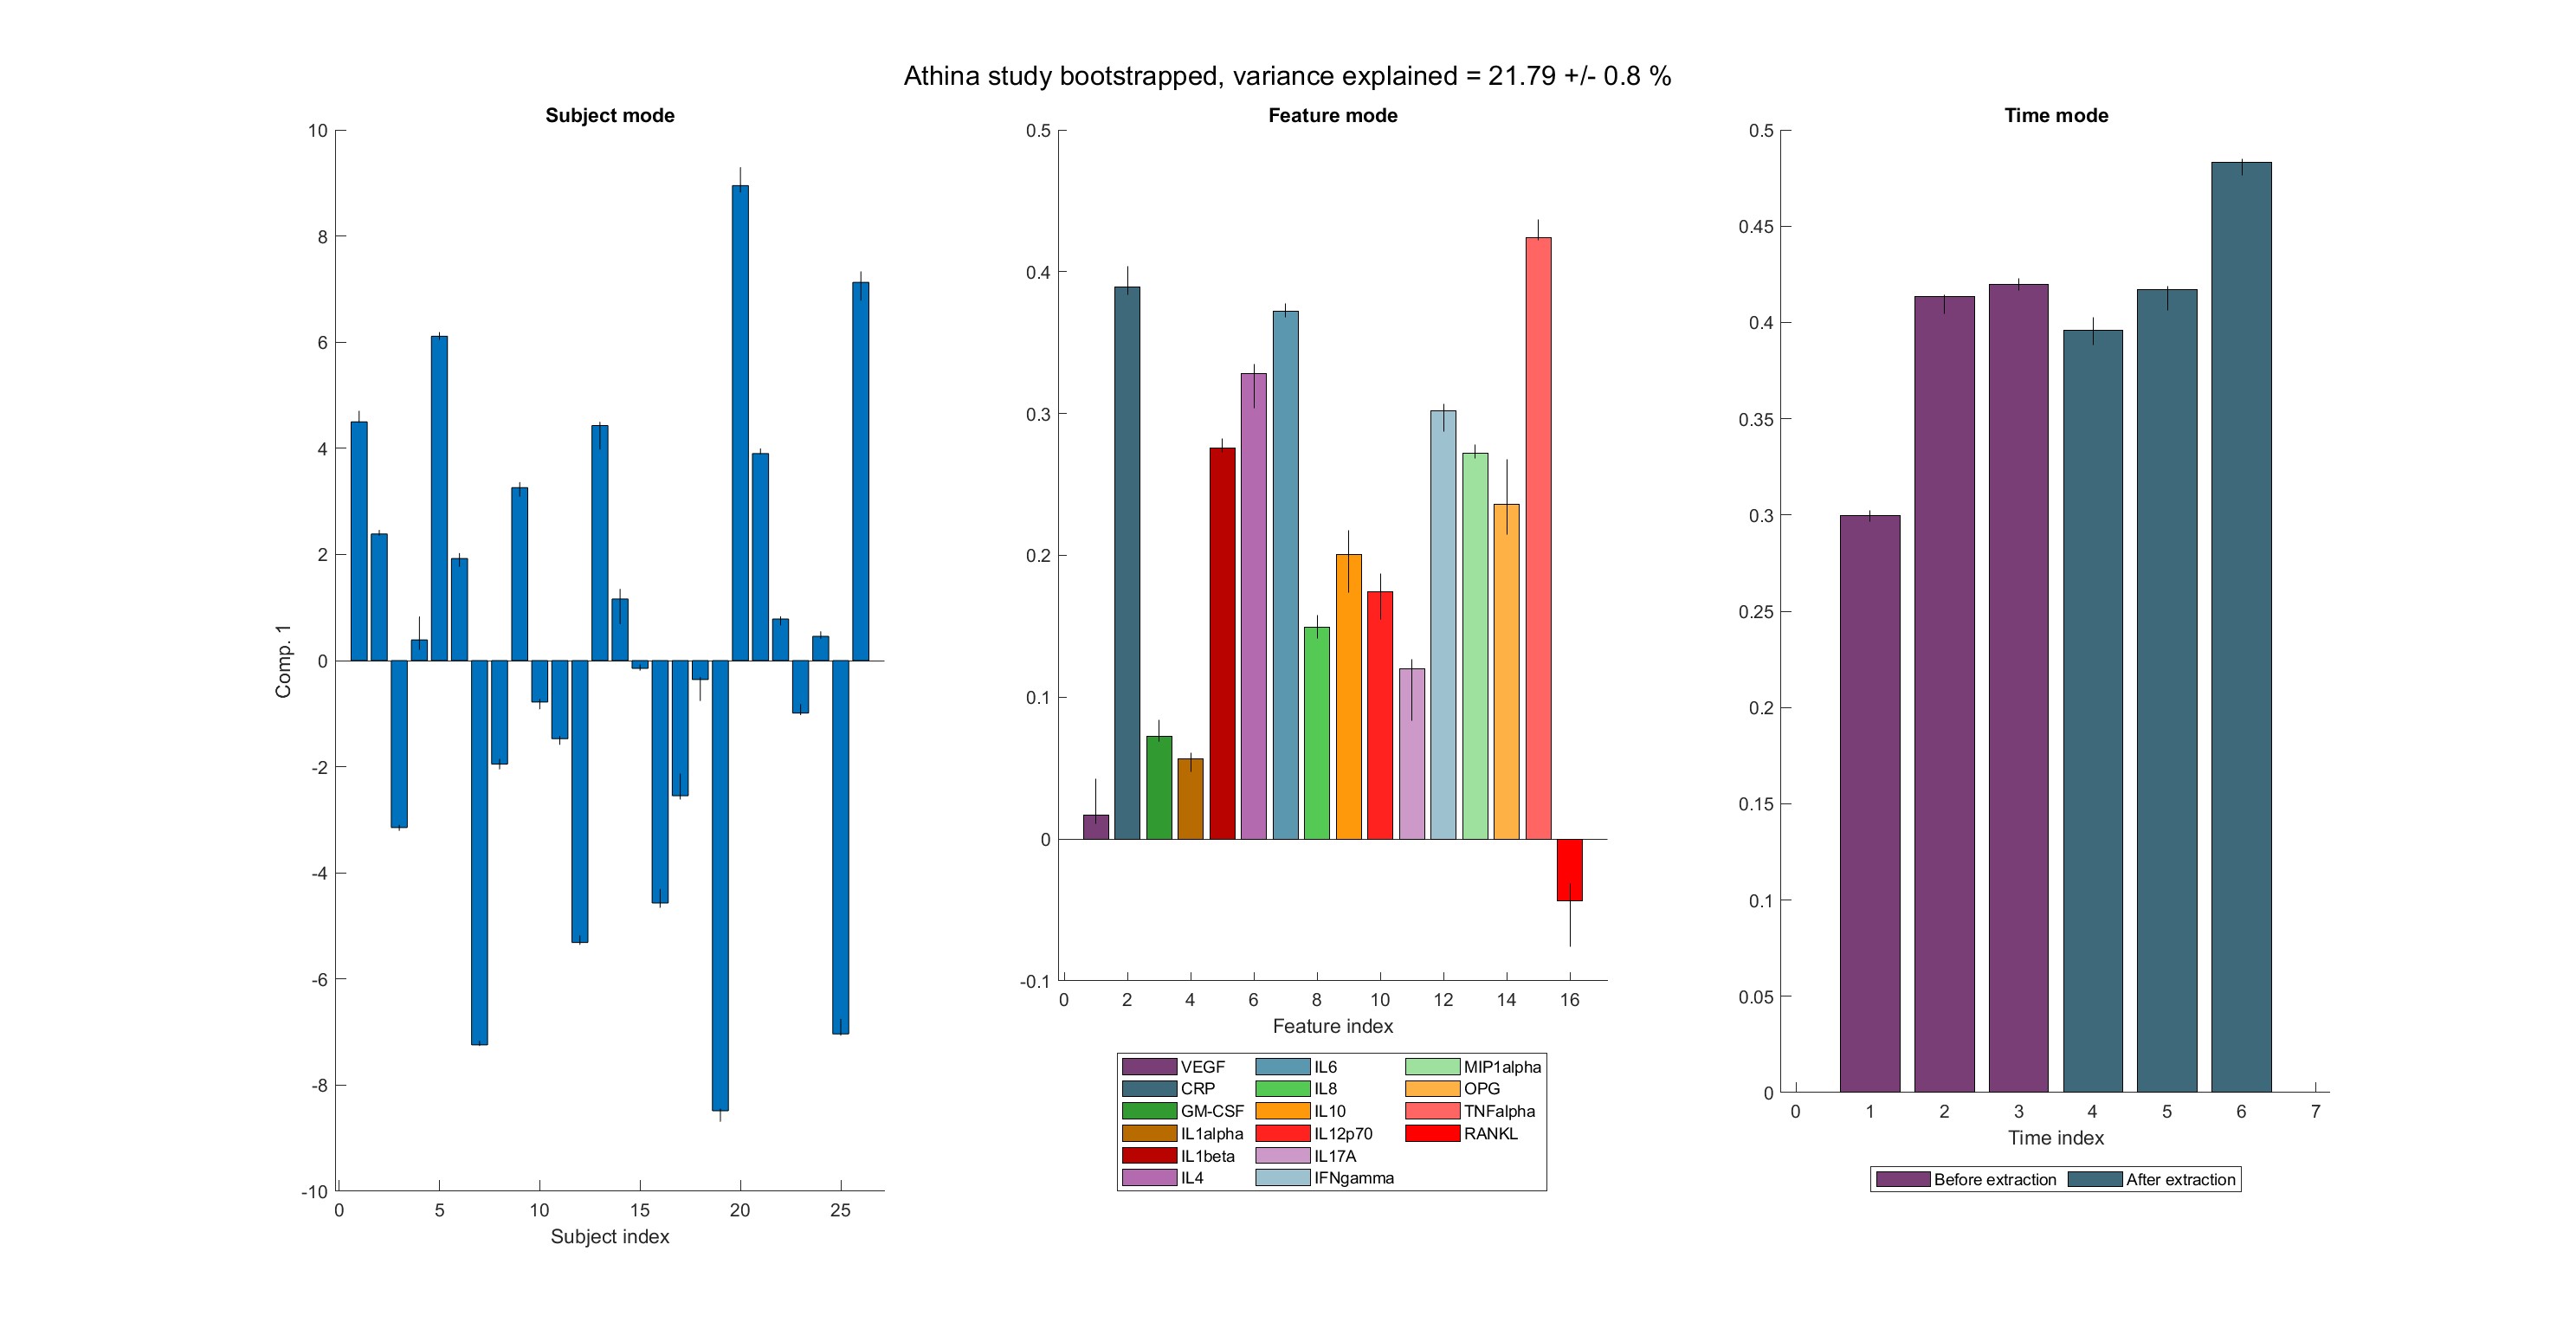 Athina study bootstrapped, variance explained = 21.79 +/- 0.8 %
Subject mode
10
8
6
4
2
0
-2
-4
-6
-8
-10
Comp. 1
0 5 10 15 20 25
Subject index
Feature mode
0.5
0.4
0.3
0.2
0.1
0
-0.1
0 2 4 6 8 10 12 14 16
Feature index
VEGF IL6 MIP1alpha
CRP IL8 OPG
GM-CSF IL10 TNFalpha
IL1alpha IL12p70 RANKL
IL1beta IL17A
IL4 IFNgamma
Time mode
0.5
0.45
0.4
0.35
0.3
0.25
0.2
0.15
0.1
0.05
0
0 1 2 3 4 5 6 7
Time index
Before extraction After extraction